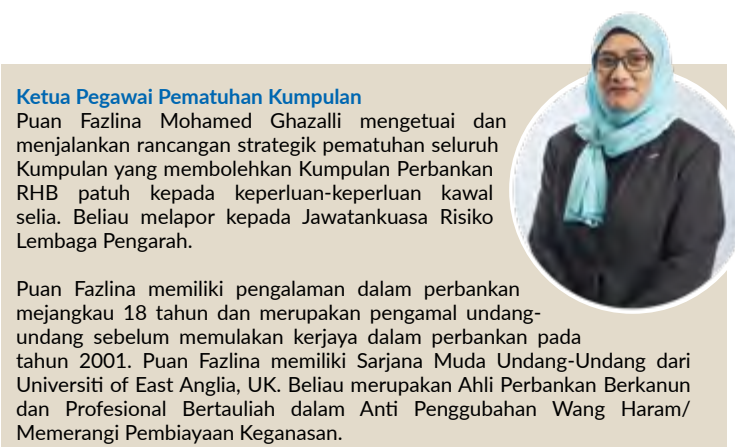 Ketua Pegawai Pematuhan Kumpulan
Puan Fazlina Mohamed Ghazalli mengetuai dan
menjalankan rancangan strategik pematuhan seluruh
Kumpulan yang membolehkan Kumpulan Perbankan
RHB patuh kepada keperluan-keperluan kawal
selia. Beliau melapor kepada Jawatankuasa Risiko
Lembaga Pengarah.
Puan Fazlina memiliki pengalaman dalam perbankan
mejangkau 18 tahun dan merupakan pengamal undang-
undang sebelum memulakan kerjaya dalam perbankan pada
tahun 2001. Puan Fazlina memiliki Sarjana Muda Undang-Undang dari
Universiti of East Anglia, UK. Beliau merupakan Ahli Perbankan Berkanun
dan Profesional Bertauliah dalam Anti Penggubahan Wang Haram/
Memerangi Pembiayaan Keganasan.